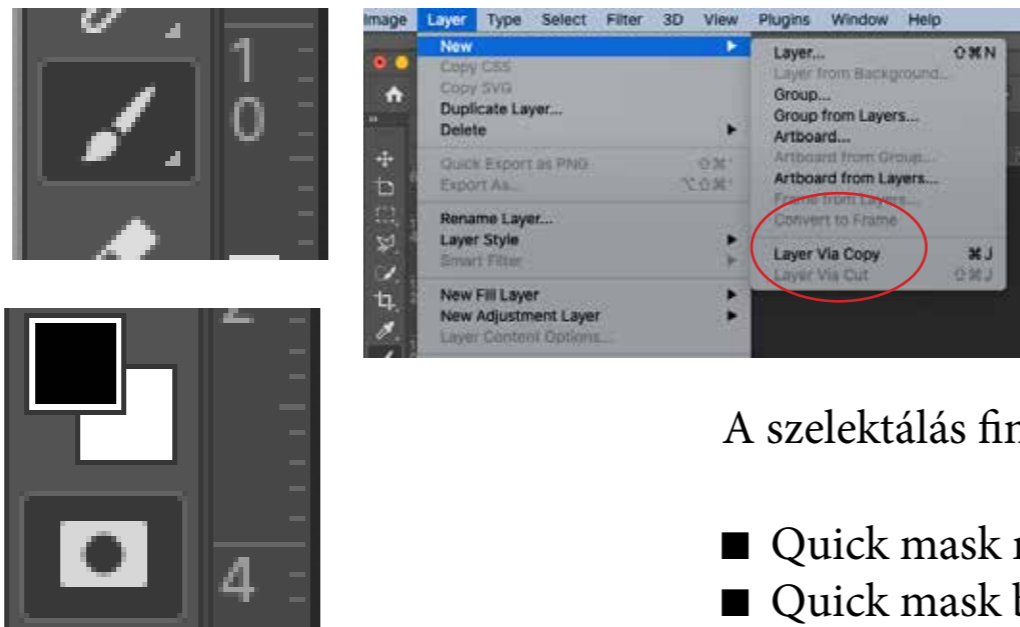 1
0
2
4
Image Layer Type Select Filter 3D View Plugins Window Help
New
Copy CSS
Copy SVG
Duplicate Layer...
Delete
Quick Export as PNG
Export As...
Rename Layer...
Layer Style
Smart Filter
New Fill Layer
New Adjustment Layer
Layer Content Options...
Layer... ⇧⌘N
Layer from Background...
Group...
Group from Layers...
Artboard...
Artboard from Group...
Artboard from Layers...
Frame from Layers...
Convert to Frame
Layer Via Copy ⌘J
Layer Via Cut ⇧⌘J
A szelektálás
■ Quick mask
■ Quick mask